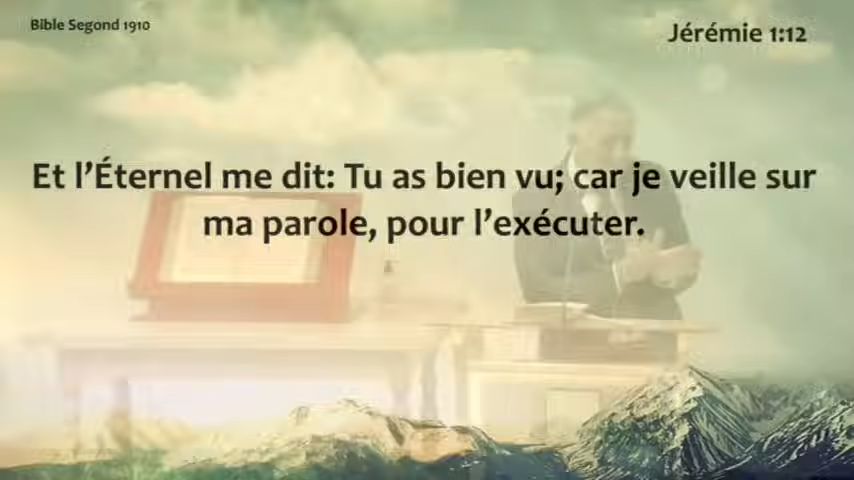 Bible Segond 1910
Jérémie 1:12
Et l’Éternel me dit: Tu as bien vu; car je veille sur
ma parole, pour l’exécuter.